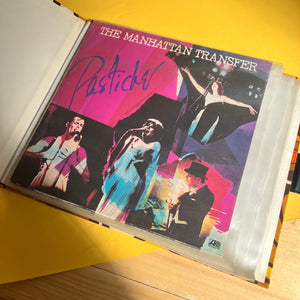 THE MANHATTAN TRANSFER
Pastiche